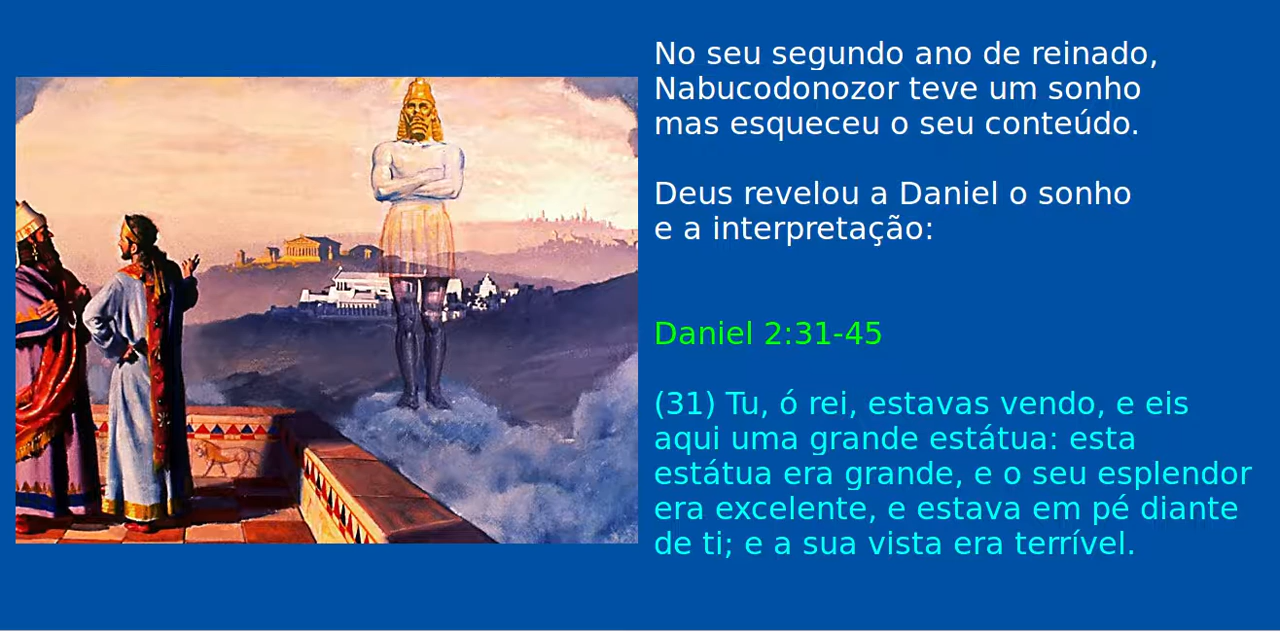 No seu segundo ano de reinado,
Nabucodonozor teve um sonho
mas esqueceu o seu conteúdo.
Deus revelou a Daniel o sonho
e a interpretação:
Daniel 2:31-45
(31) Tu, ó rei, estavas vendo, e eis
aqui uma grande estátua: esta
estátua era grande, e o seu esplendor
era excelente, e estava em pé diante
de ti; e a sua vista era terrível.